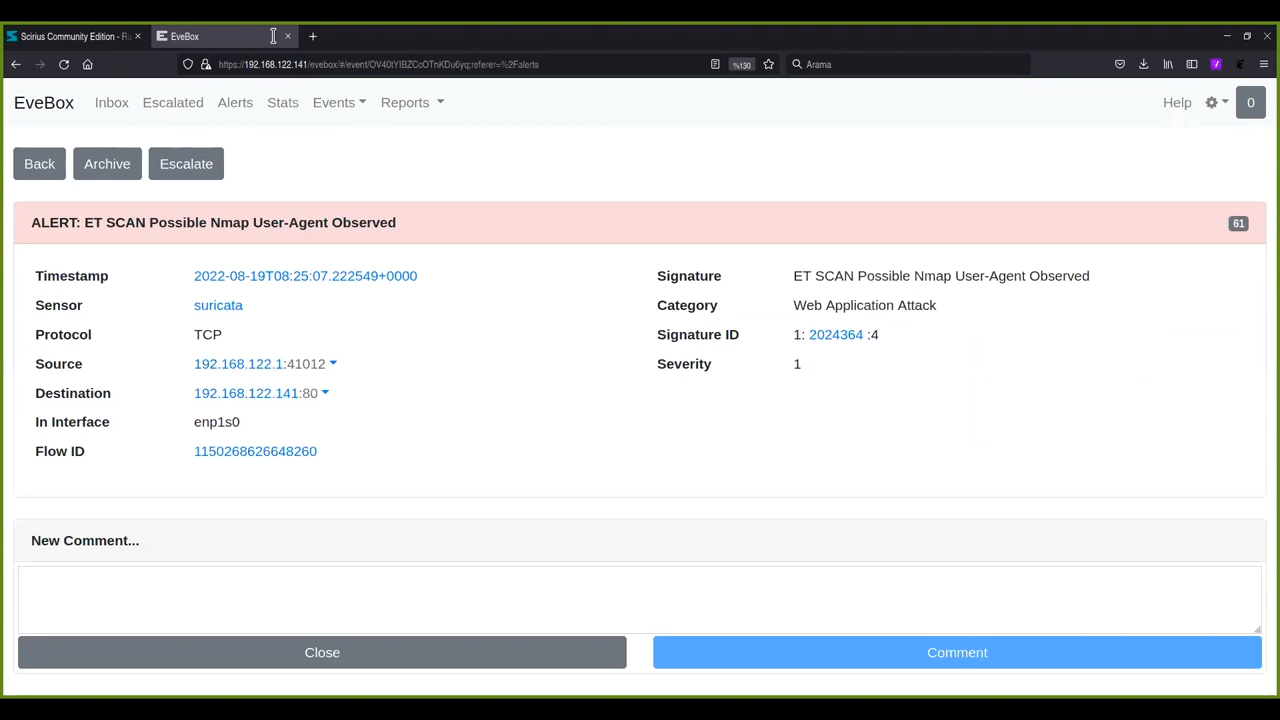 Scirius Community Edition - Ru
EveBox
https://192.168.122.141/evebox/#/event/OV40tYIBZCoOTnKDu6yq;referer=%2Falerts
%130
Arama
EveBox Inbox Escalated Alerts Stats Events Reports Help 0
Back Archive Escalate
ALERT: ET SCAN Possible Nmap User-Agent Observed 61
Timestamp 2022-08-19T08:25:07.222549+0000
Sensor suricata
Protocol TCP
Source 192.168.122.1:41012
Destination 192.168.122.141:80
In Interface enp1s0
Flow ID 1150268626648260
Signature ET SCAN Possible Nmap User-Agent Observed
Category Web Application Attack
Signature ID 1: 2024364 :4
Severity 1
New Comment...
Close Comment